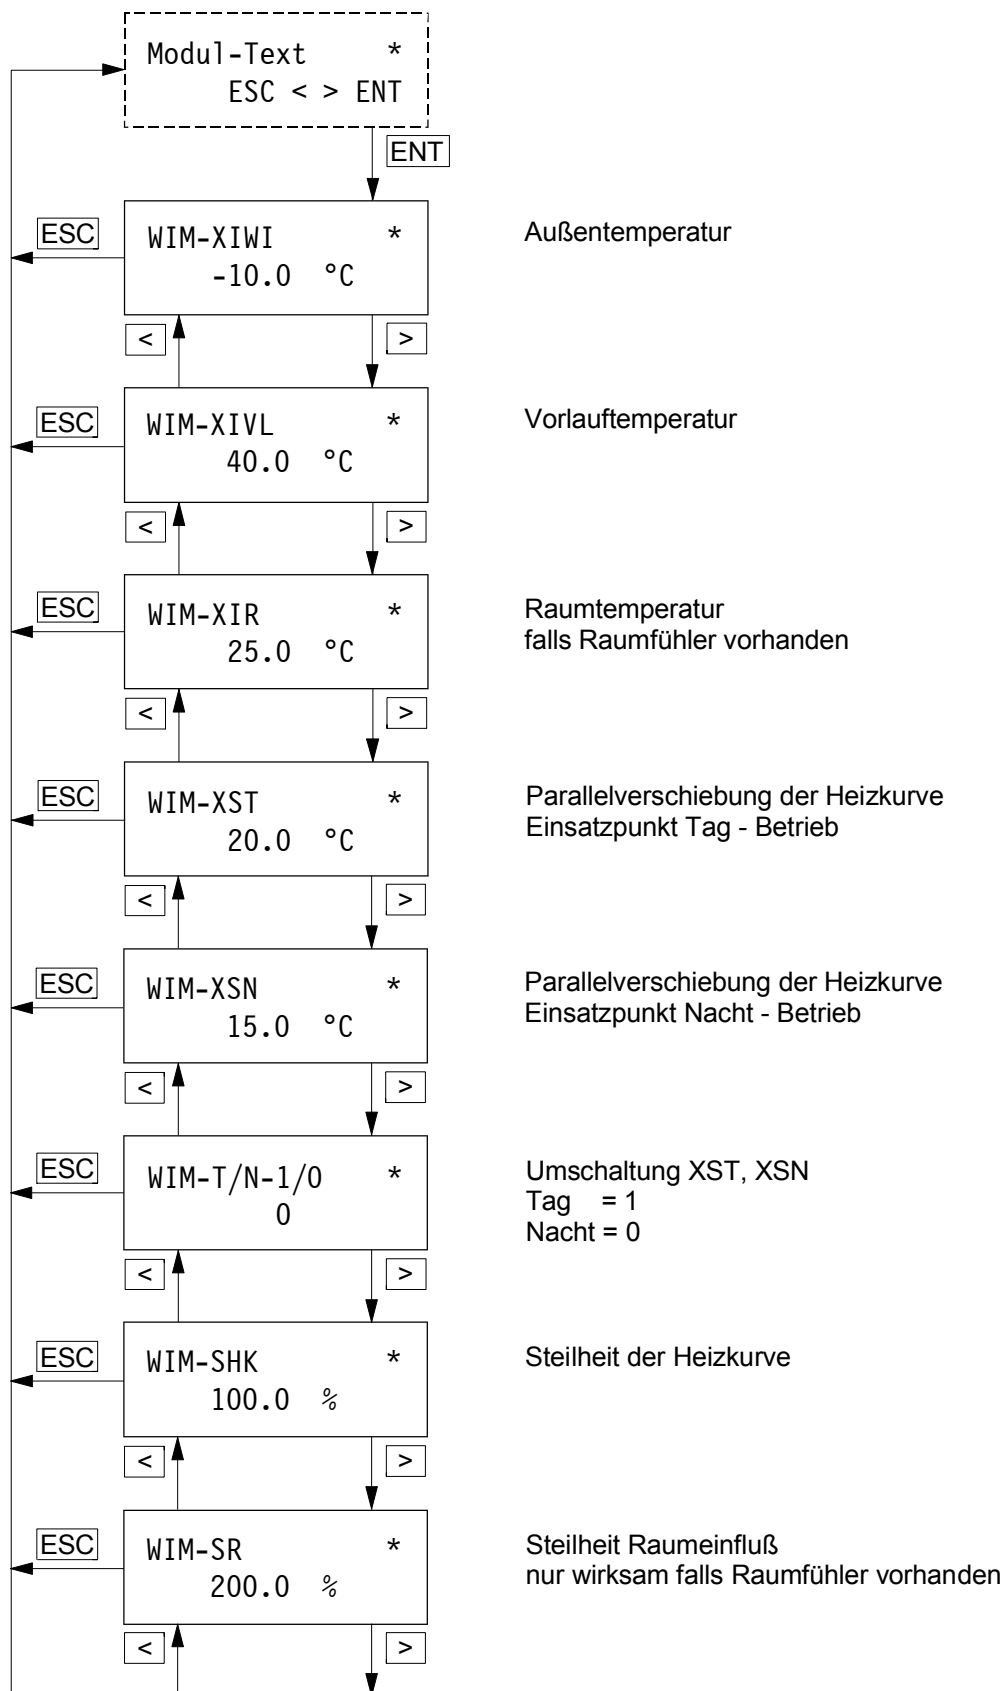 Modul-Text *
ESC < > ENT
ENT
ESC
WIM-XIWI *
-10.0 °C
Außentemperatur
< >
ESC
WIM-XIVL *
40.0 °C
Vorlauftemperatur
< >
ESC
WIM-XIR *
25.0 °C
Raumtemperatur
falls Raumfühler vorhanden
< >
ESC
WIM-XST *
20.0 °C
Parallelverschiebung der Heizkurve
Einsatzpunkt Tag - Betrieb
< >
ESC
WIM-XSN *
15.0 °C
Parallelverschiebung der Heizkurve
Einsatzpunkt Nacht - Betrieb
< >
ESC
WIM-T/N-1/0 *
0
Umschaltung XST, XSN
Tag = 1
Nacht = 0
< >
ESC
WIM-SHK *
100.0 %
Steilheit der Heizkurve
< >
ESC
WIM-SR *
200.0 %
Steilheit Raumeinfluß
nur wirksam falls Raumfühler vorhanden
< >